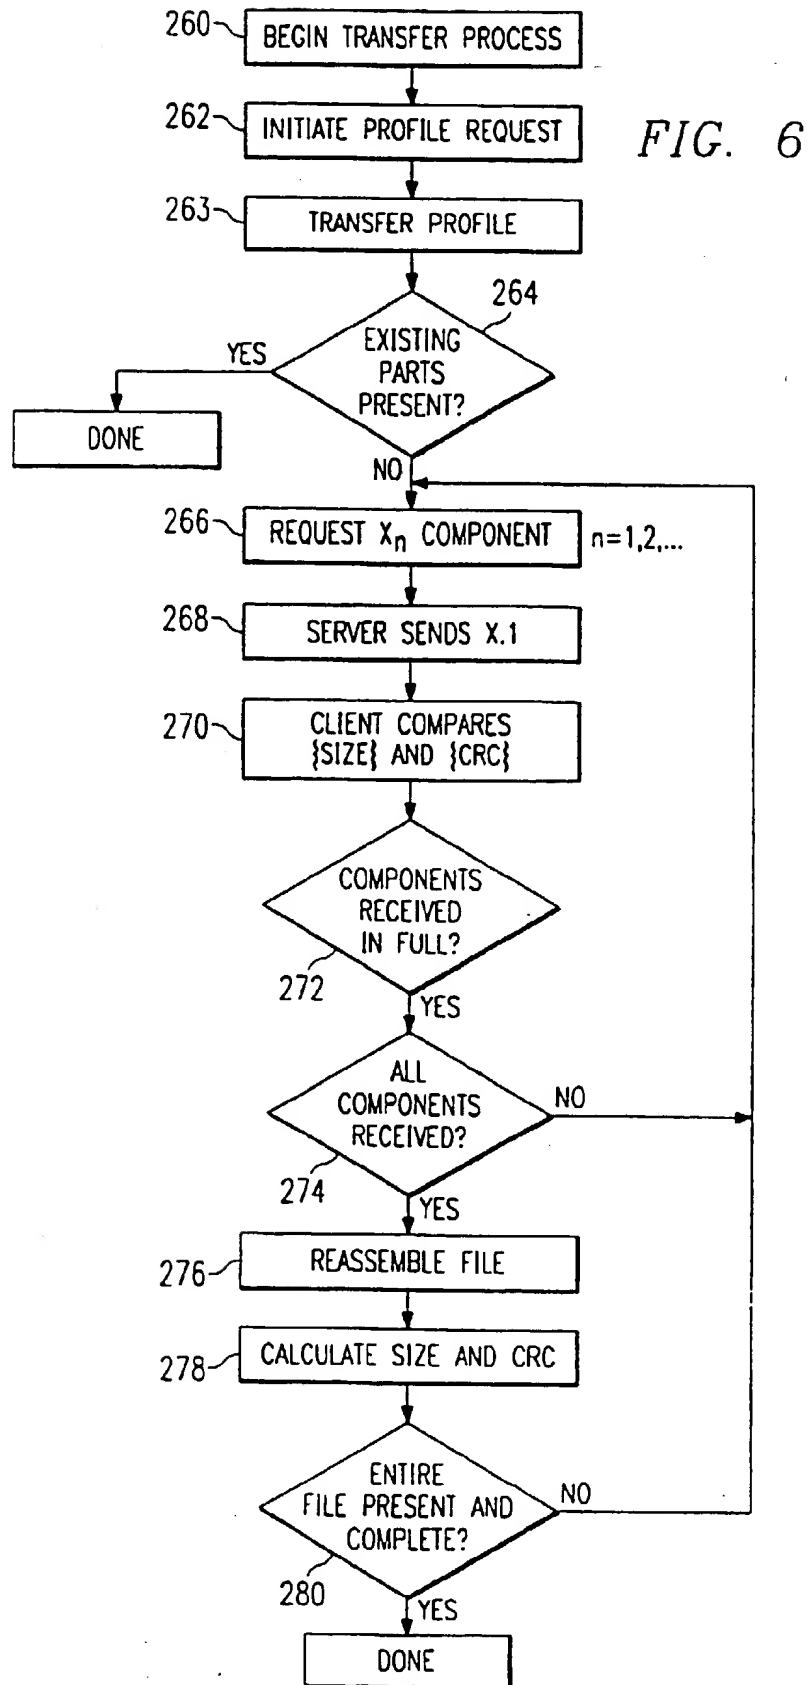 260
BEGIN TRANSFER PROCESS
262
INITIATE PROFILE REQUEST
FIG. 6
263
TRANSFER PROFILE
264
EXISTING
PARTS
PRESENT?
YES
DONE
NO
266
REQUEST Xn COMPONENT
n=1,2,...
268
SERVER SENDS X.1
270
CLIENT COMPARES
{SIZE} AND {CRC}
COMPONENTS
RECEIVED
IN FULL?
272
YES
ALL
COMPONENTS
RECEIVED?
NO
274
YES
276
REASSEMBLE FILE
278
CALCULATE SIZE AND CRC
ENTIRE
FILE PRESENT AND
COMPLETE?
NO
280
YES
DONE